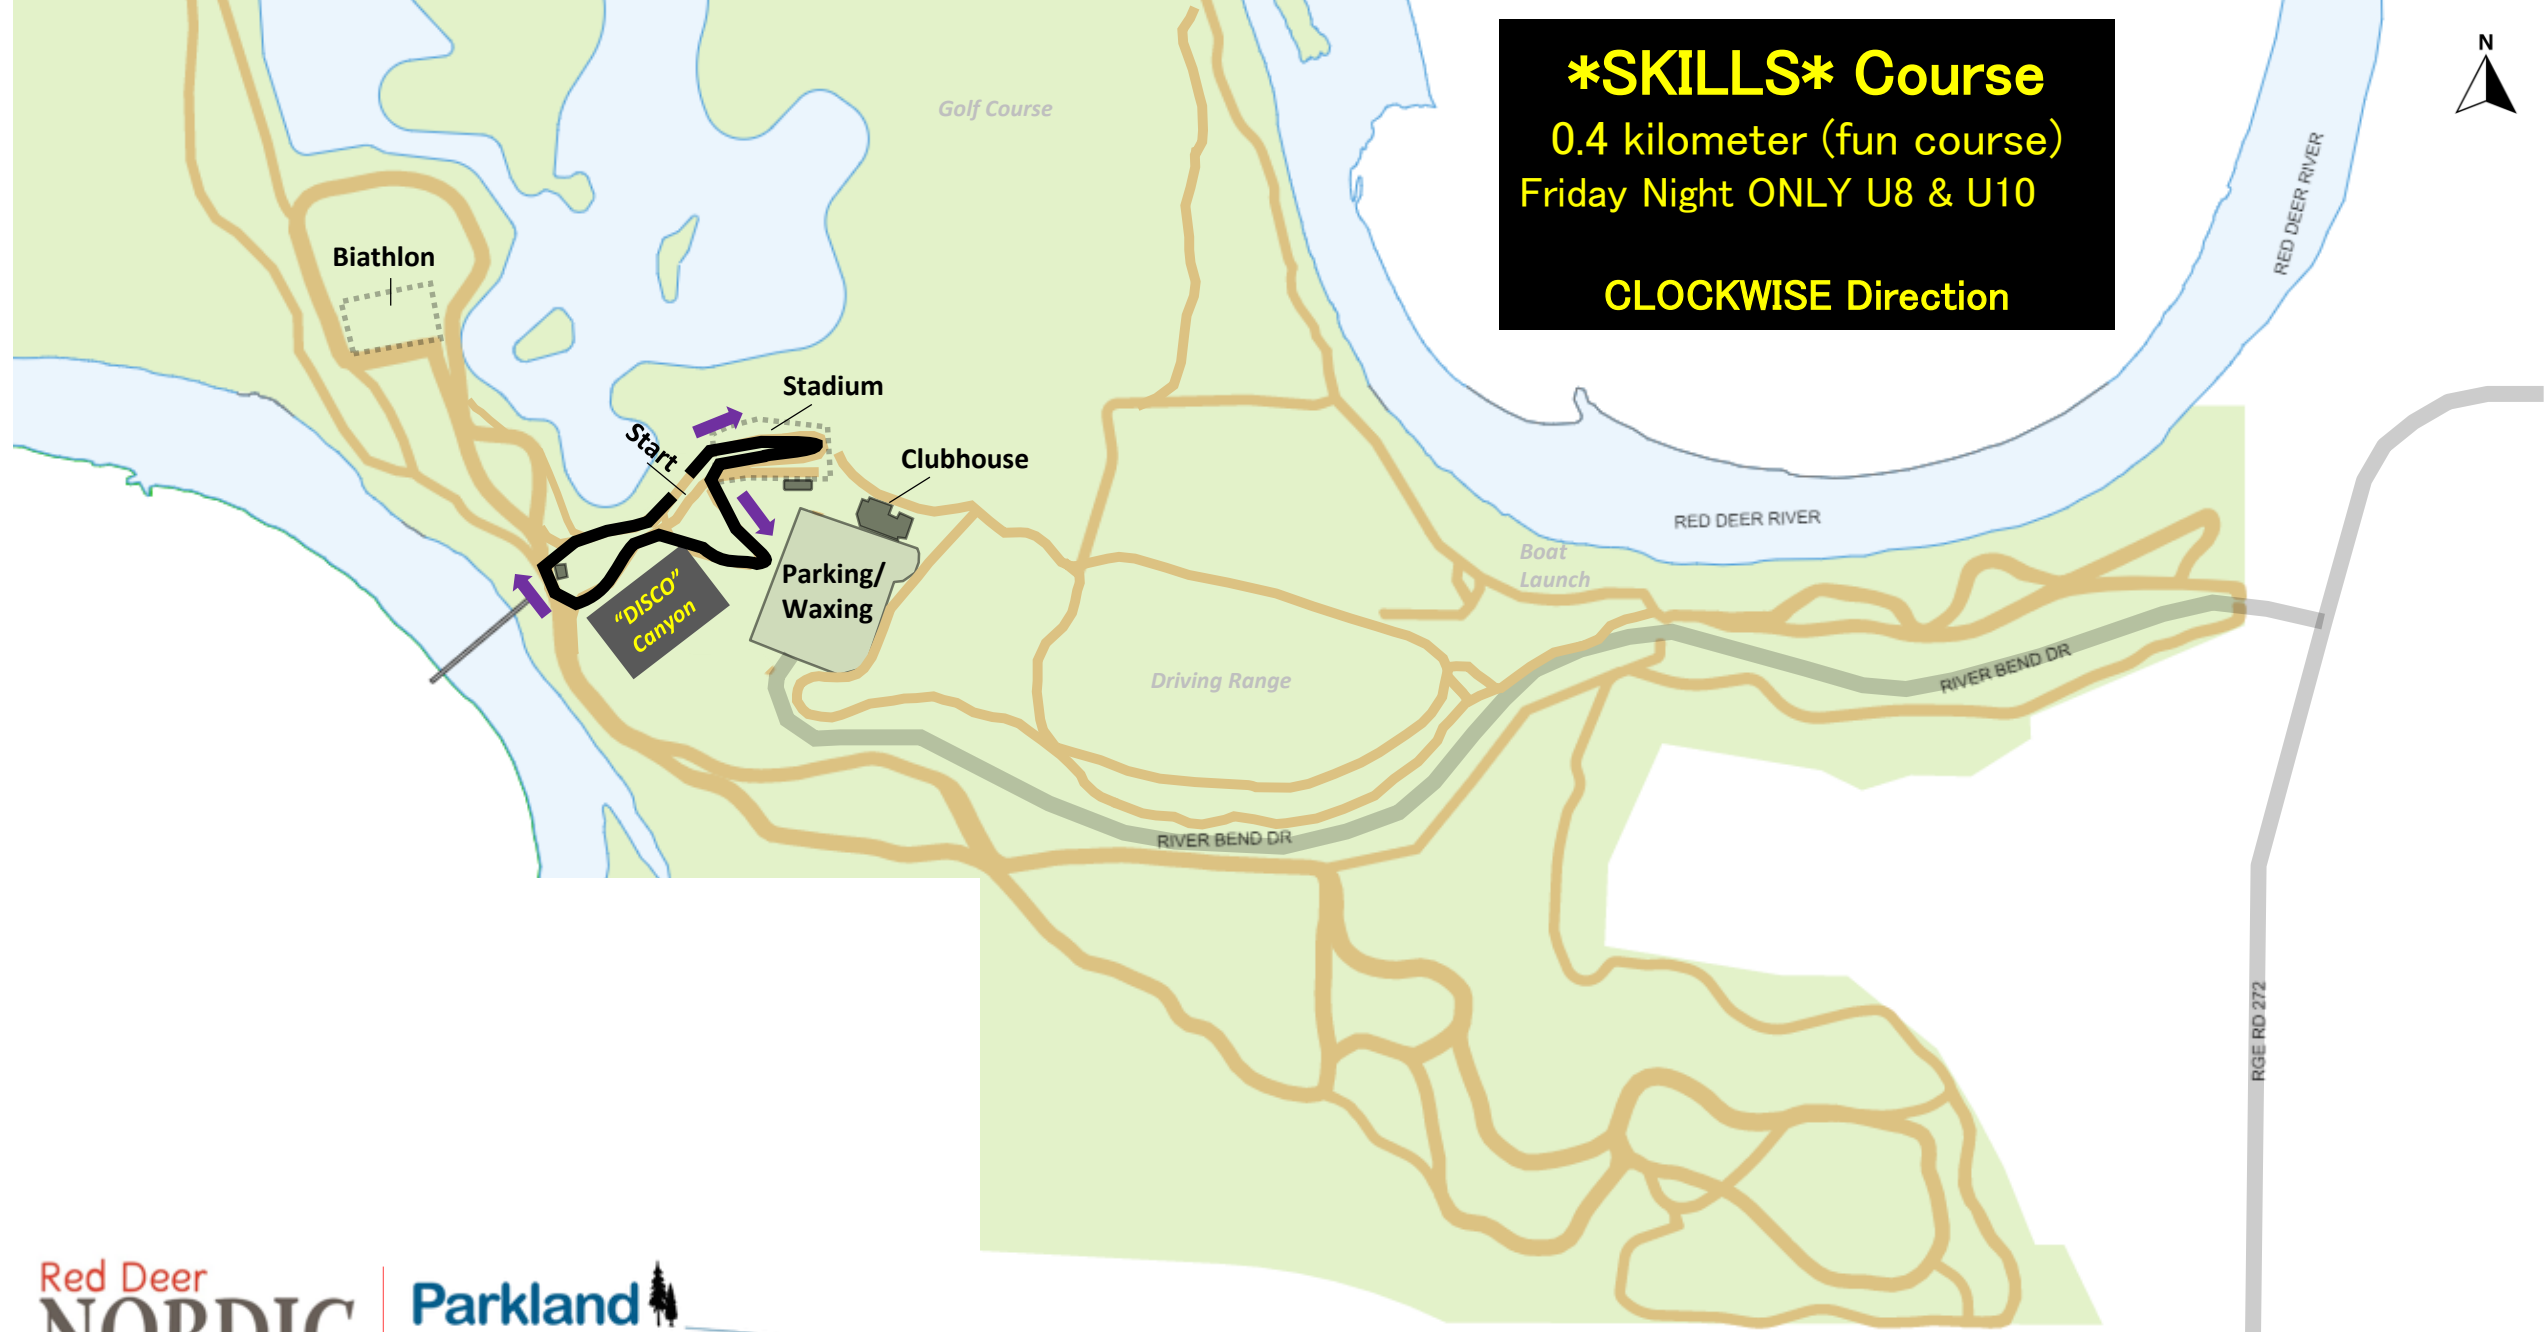 *SKILLS* Course
0.4 kilometer (fun course)
Friday Night ONLY U8 & U10
CLOCKWISE Direction
N
Golf Course
RED DEER RIVER
Biathlon
Stadium
Start
Clubhouse
RED DEER RIVER
Boat
Launch
"DISCO"
Canyon
Parking/
Waxing
Driving Range
RIVER BEND DR
RIVER BEND DR
RGE RD 272
Red Deer
NORDIC
Parkland